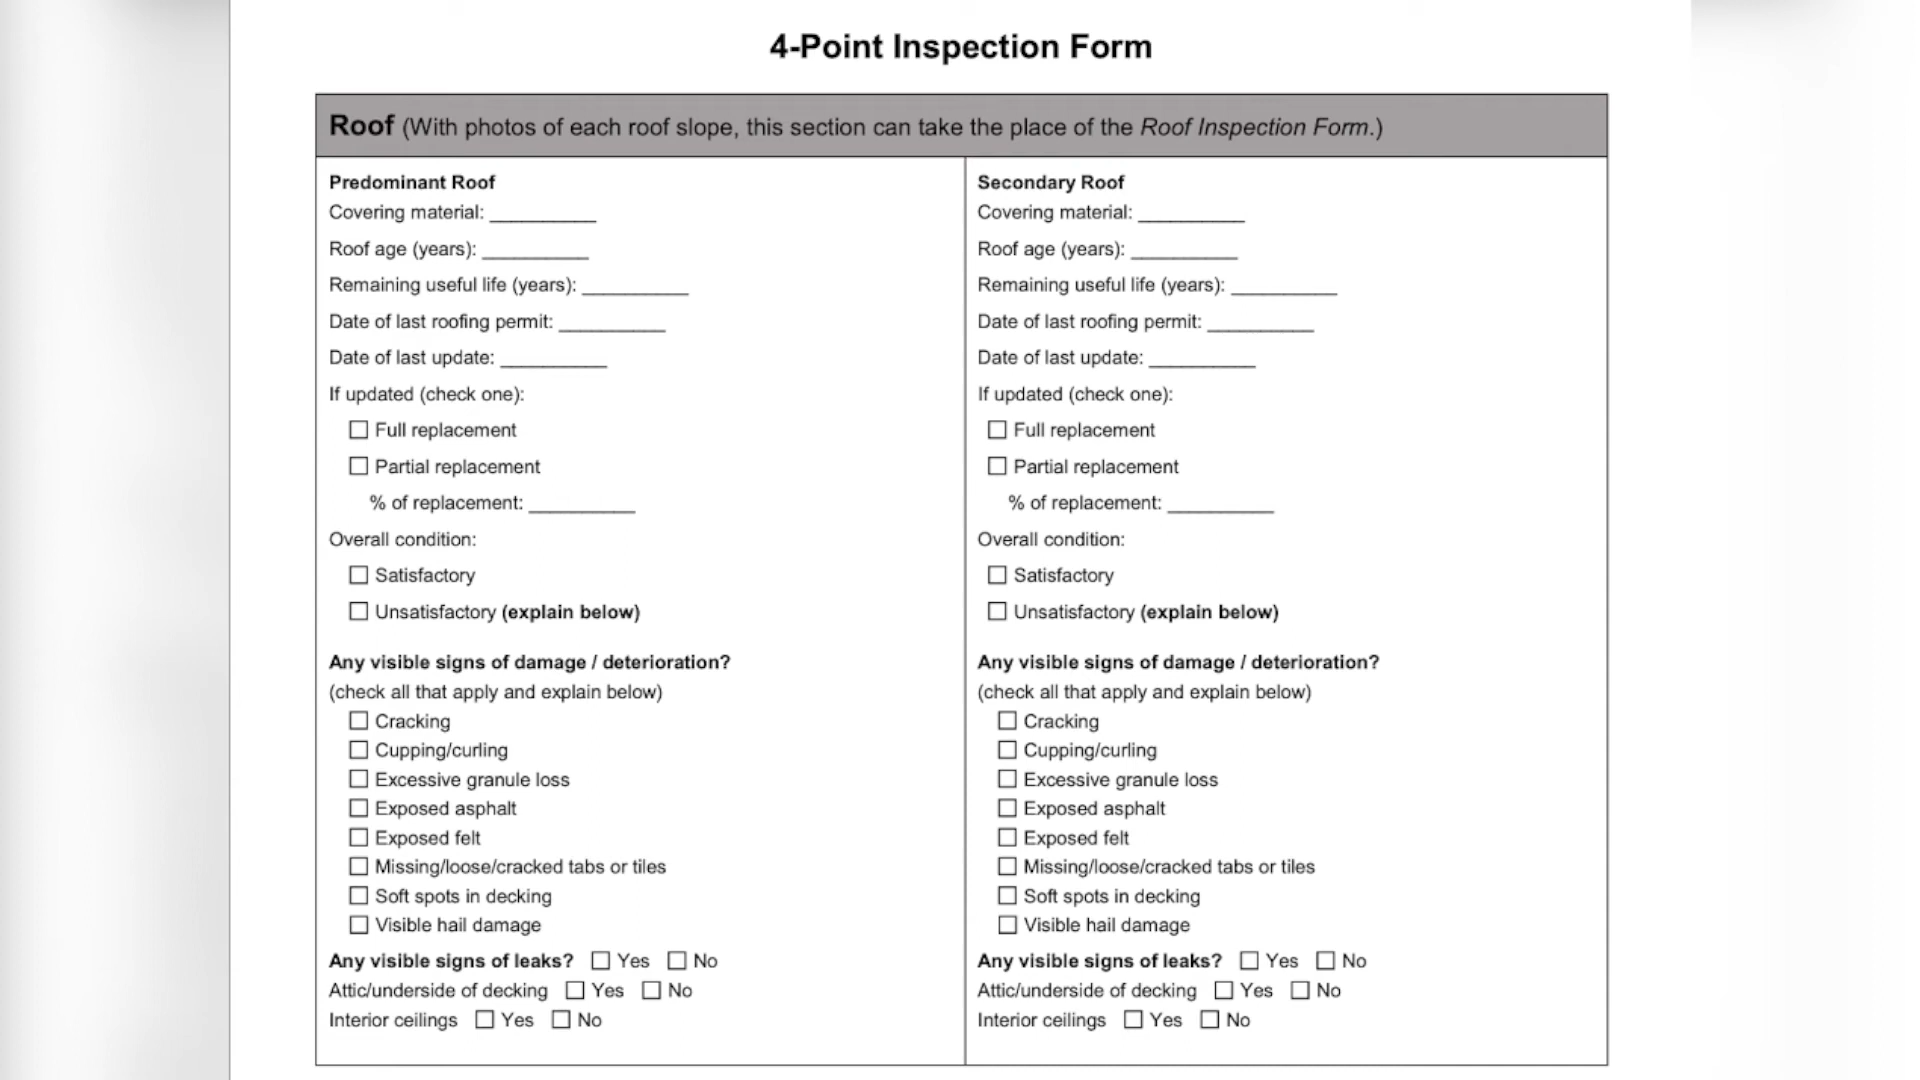 4-Point Inspection Form
Roof (With photos of each roof slope, this section can take the place of the Roof Inspection Form.)
Predominant Roof
Covering material: __________
Roof age (years): __________
Remaining useful life (years): __________
Date of last roofing permit: __________
Date of last update: __________
If updated (check one):
☐ Full replacement
☐ Partial replacement
% of replacement: __________
Overall condition:
☐ Satisfactory
☐ Unsatisfactory (explain below)
Any visible signs of damage / deterioration?
(check all that apply and explain below)
☐ Cracking
☐ Cupping/curling
☐ Excessive granule loss
☐ Exposed asphalt
☐ Exposed felt
☐ Missing/loose/cracked tabs or tiles
☐ Soft spots in decking
☐ Visible hail damage
Any visible signs of leaks? ☐ Yes ☐ No
Attic/underside of decking ☐ Yes ☐ No
Interior ceilings ☐ Yes ☐ No
Secondary Roof
Covering material: __________
Roof age (years): __________
Remaining useful life (years): __________
Date of last roofing permit: __________
Date of last update: __________
If updated (check one):
☐ Full replacement
☐ Partial replacement
% of replacement: __________
Overall condition:
☐ Satisfactory
☐ Unsatisfactory (explain below)
Any visible signs of damage / deterioration?
(check all that apply and explain below)
☐ Cracking
☐ Cupping/curling
☐ Excessive granule loss
☐ Exposed asphalt
☐ Exposed felt
☐ Missing/loose/cracked tabs or tiles
☐ Soft spots in decking
☐ Visible hail damage
Any visible signs of leaks? ☐ Yes ☐ No
Attic/underside of decking ☐ Yes ☐ No
Interior ceilings ☐ Yes ☐ No